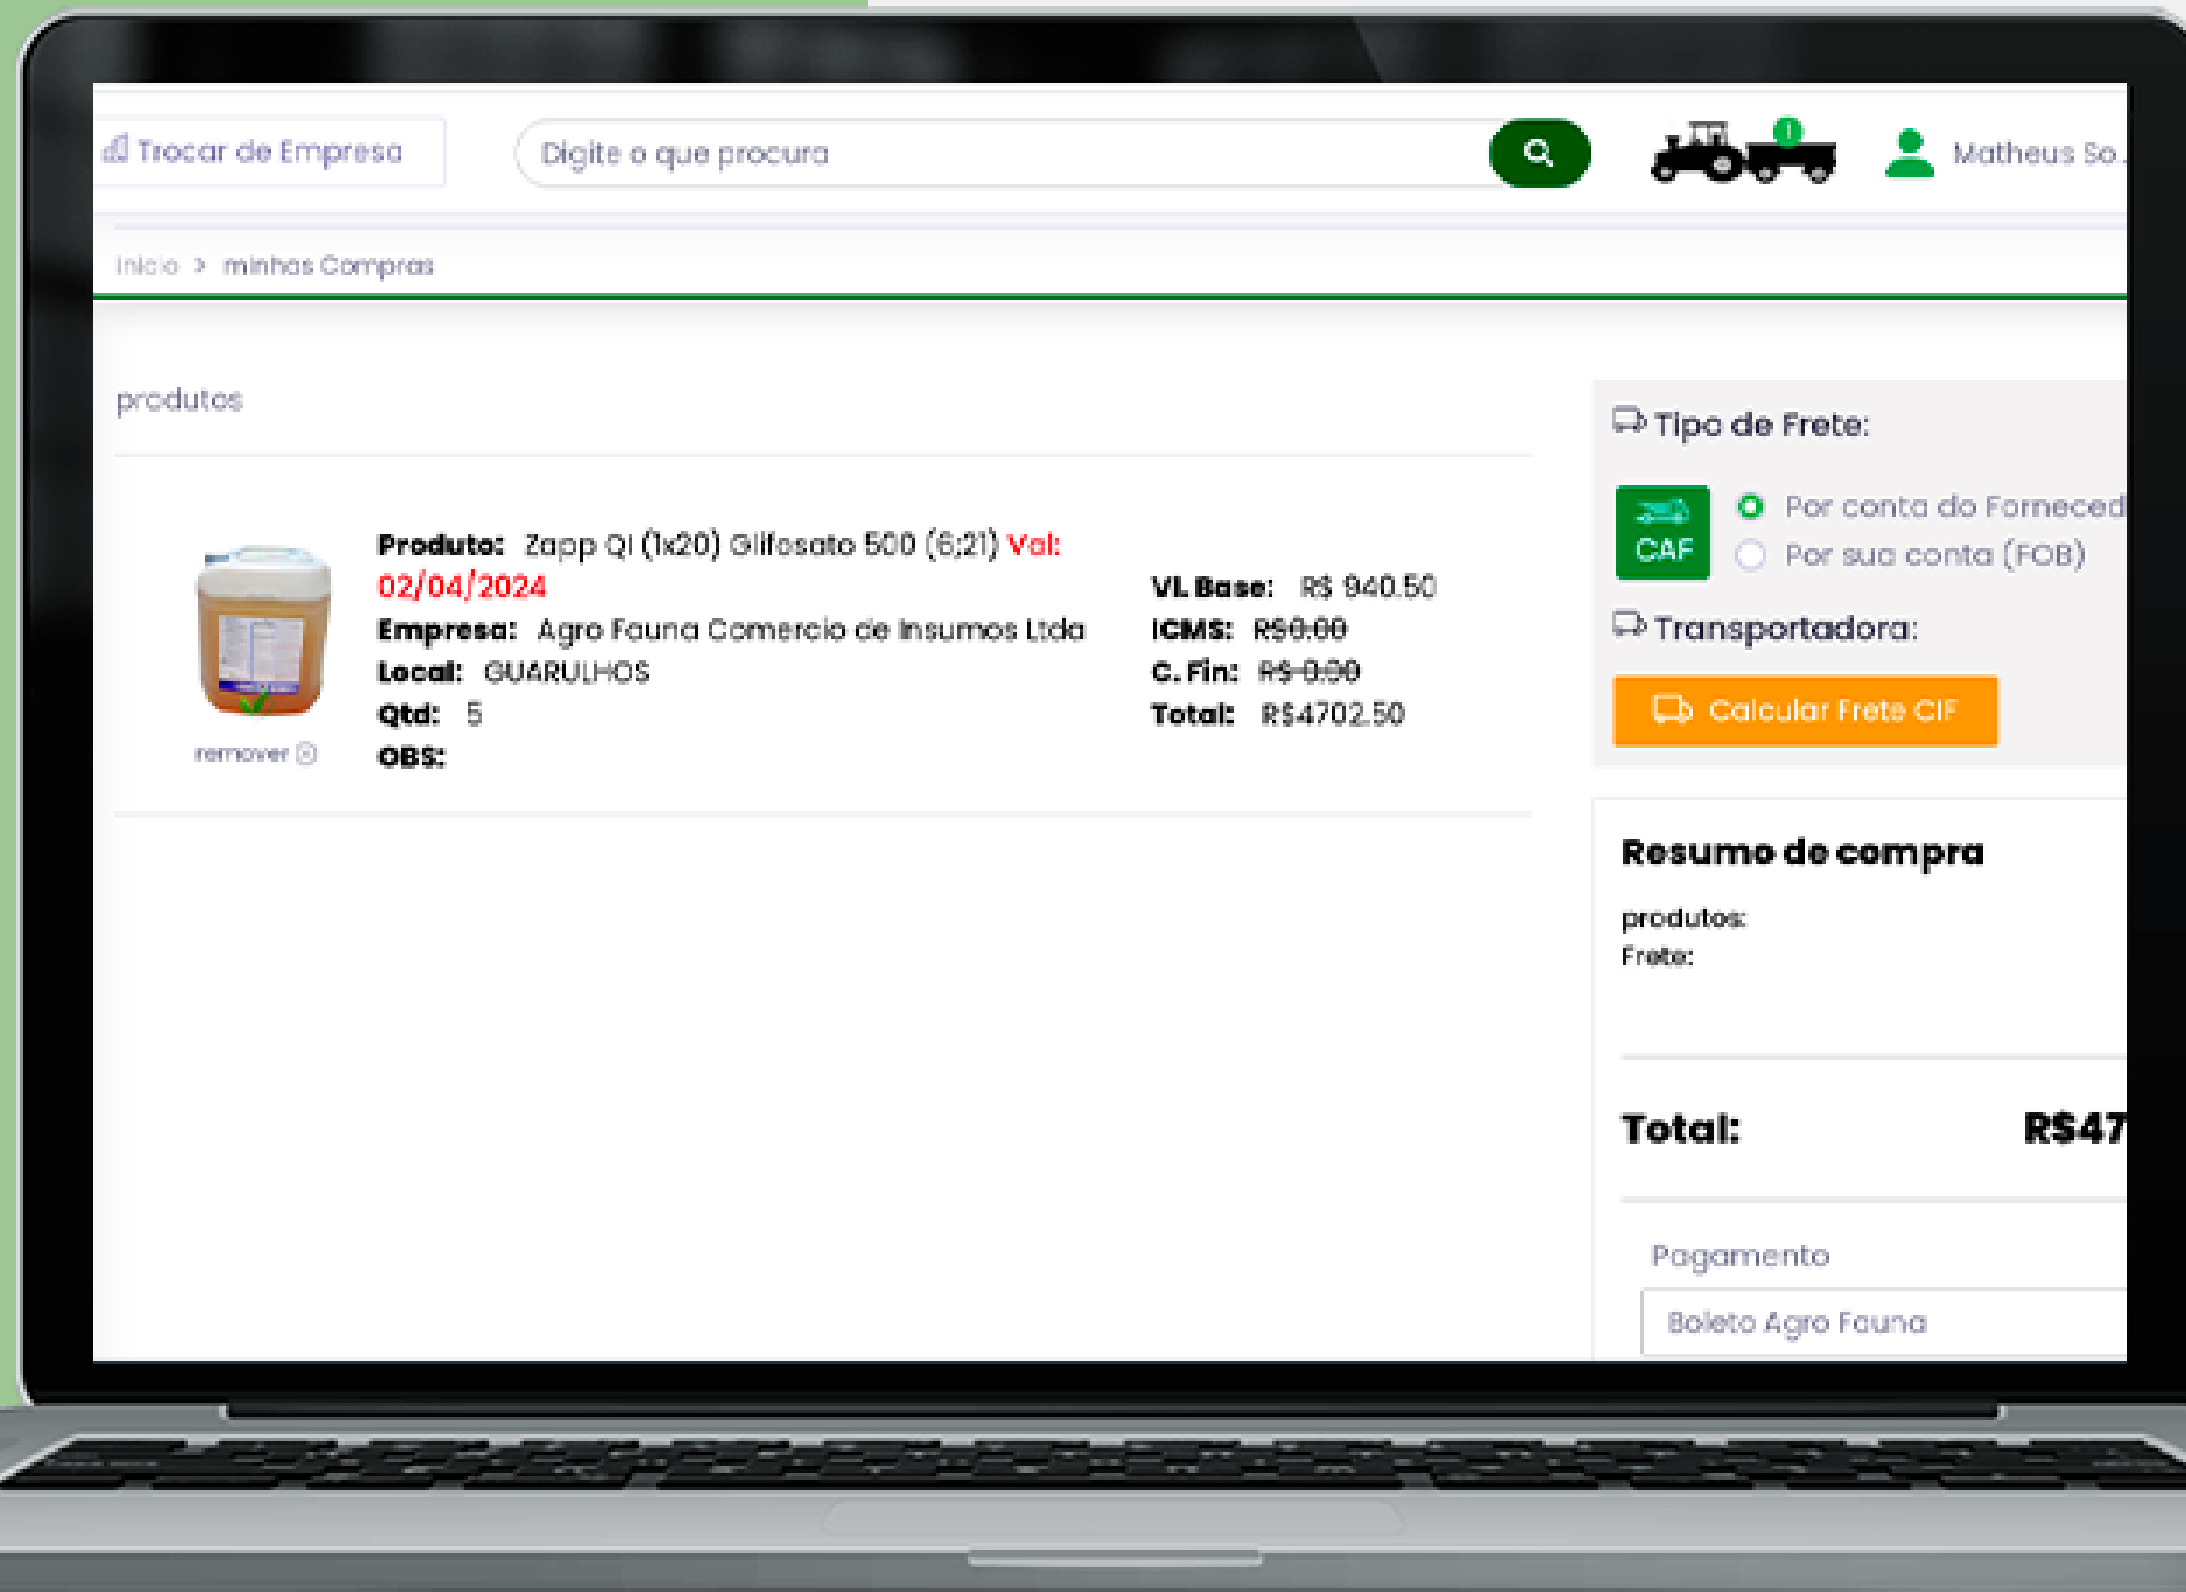 Trocar de Empresa
Digite o que procura
1
Matheus So..
Início > minhas Compras
produtos
Produto: Zapp QI (1x20) Glifosato 500 (6;21) Val:
02/04/2024
Empresa: Agro Fauna Comercio de Insumos Ltda
Local: GUARULHOS
Qtd: 5
OBS:
remover
Vl. Base: R$ 940.50
ICMS: R$0.00
C. Fin: R$ 0.00
Total: R$4702.50
Tipo de Frete:
CAF
Por conta do Forneced
Por sua conta (FOB)
Transportadora:
Calcular Frete CIF
Resumo de compra
produtos:
Frete:
Total: R$47
Pagamento
Boleto Agro Fauna